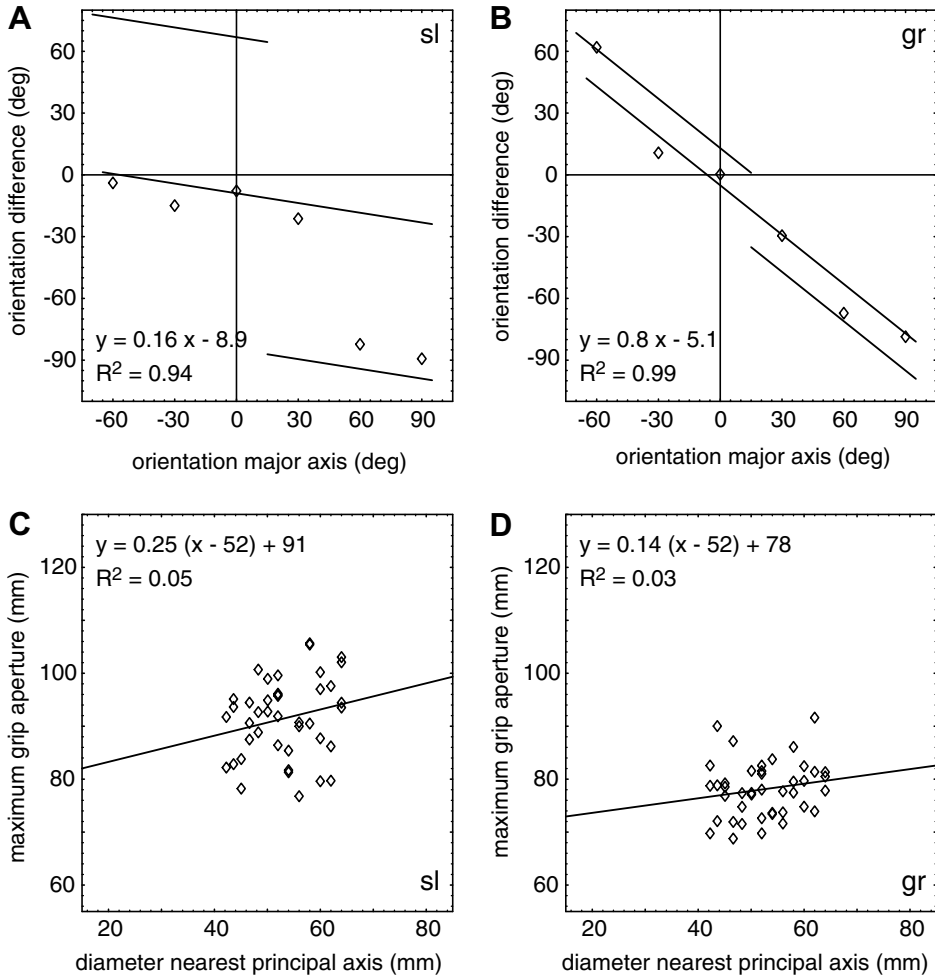 A
sl
60
30
0
-30
-60
-90
orientation difference (deg)
y = 0.16 x - 8.9
R² = 0.94
-60 -30 0 30 60 90
orientation major axis (deg)
B
gr
60
30
0
-30
-60
-90
orientation difference (deg)
y = 0.8 x - 5.1
R² = 0.99
-60 -30 0 30 60 90
orientation major axis (deg)
C
y = 0.25 (x - 52) + 91
R² = 0.05
120
100
80
60
maximum grip aperture (mm)
sl
20 40 60 80
diameter nearest principal axis (mm)
D
y = 0.14 (x - 52) + 78
R² = 0.03
120
100
80
60
maximum grip aperture (mm)
gr
20 40 60 80
diameter nearest principal axis (mm)